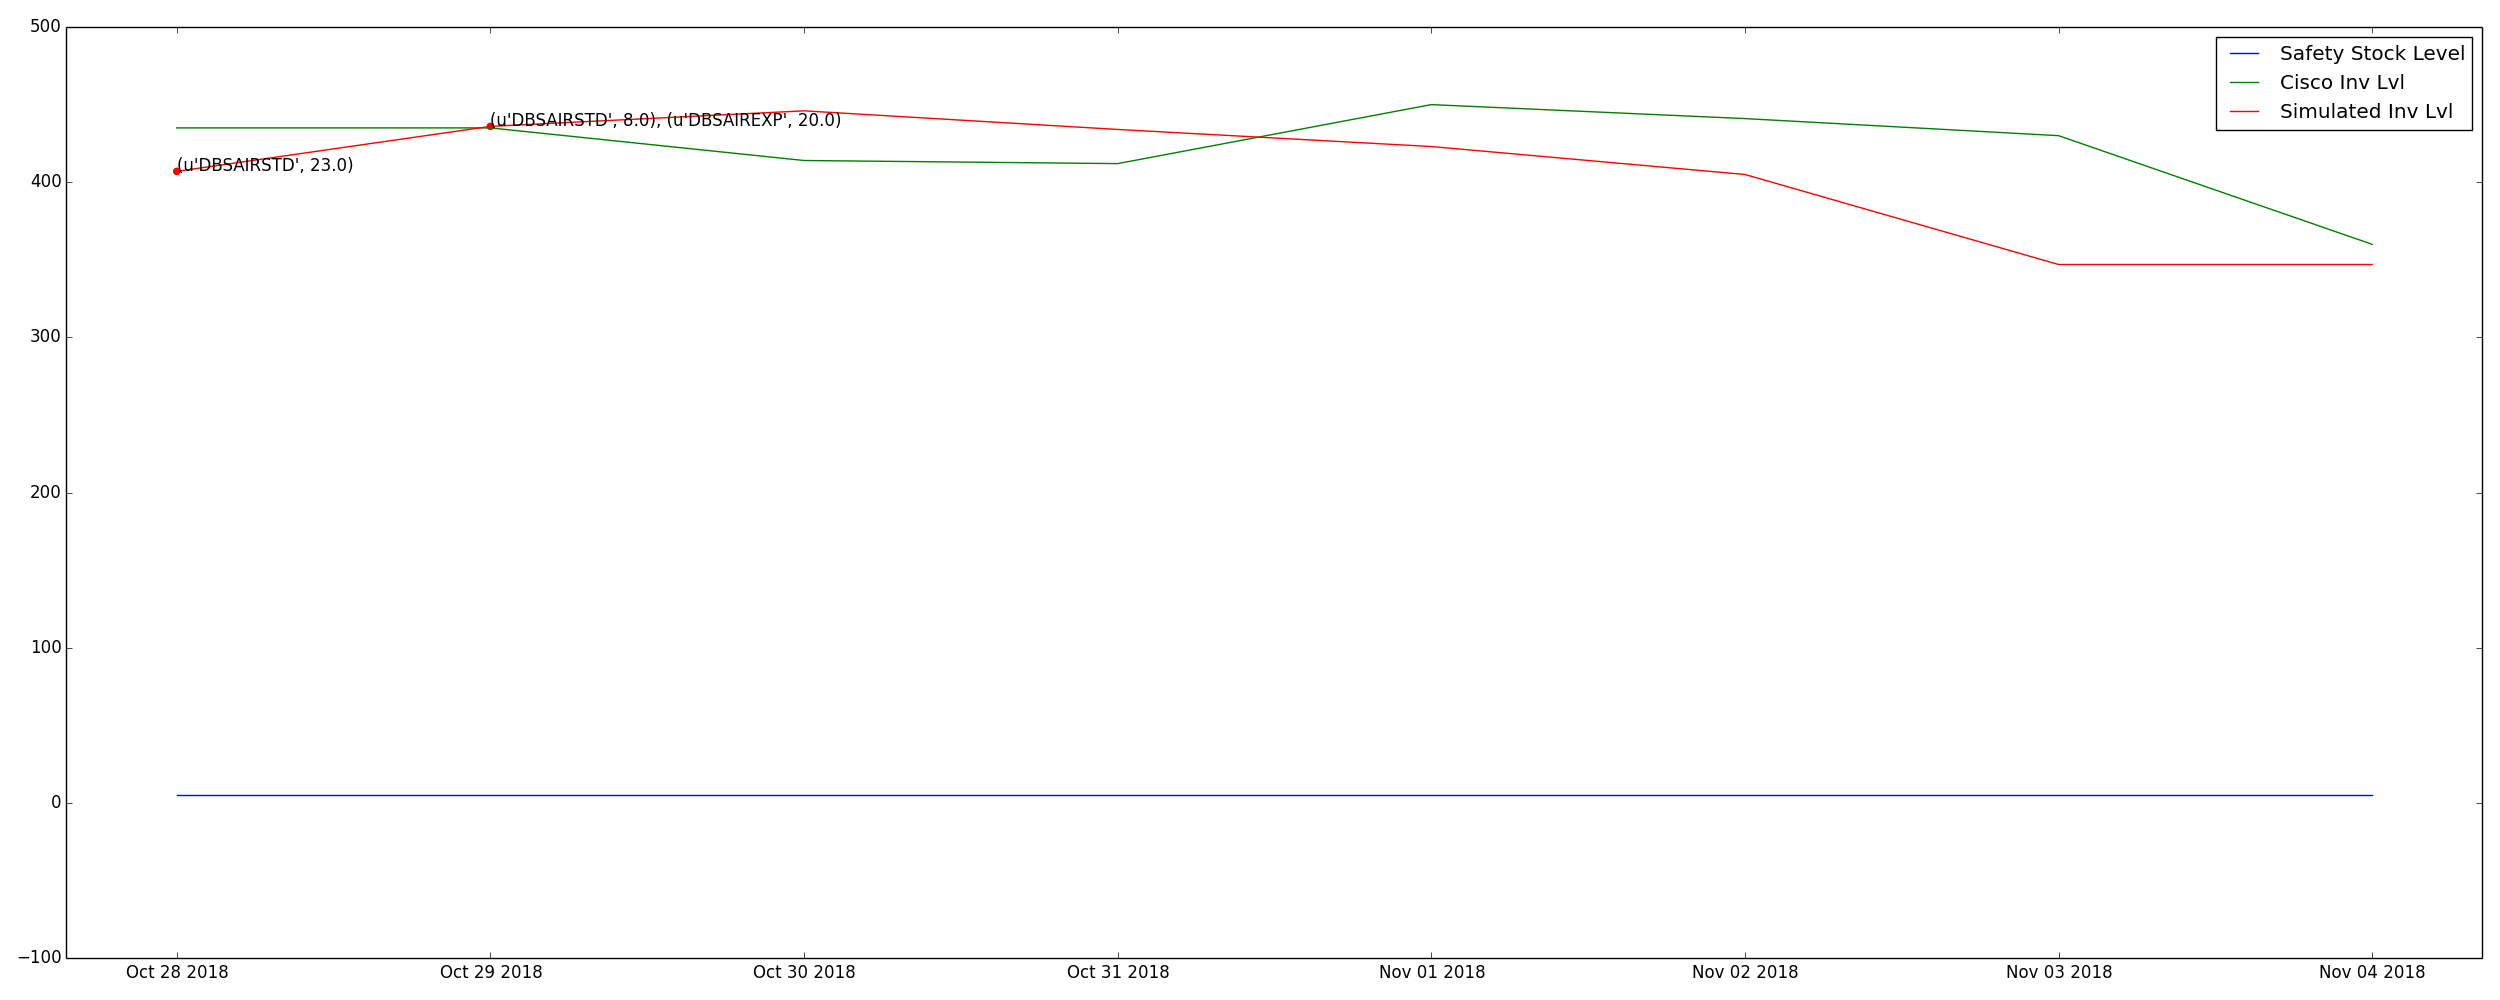 500
Safety Stock Level
Cisco Inv Lvl
Simulated Inv Lvl
(u'DBSAIRSTD', 8.0), (u'DBSAIREXP', 20.0)
(u'DBSAIRSTD', 23.0)
400
300
200
100
0
−100
Oct 28 2018 Oct 29 2018 Oct 30 2018 Oct 31 2018 Nov 01 2018 Nov 02 2018 Nov 03 2018 Nov 04 2018